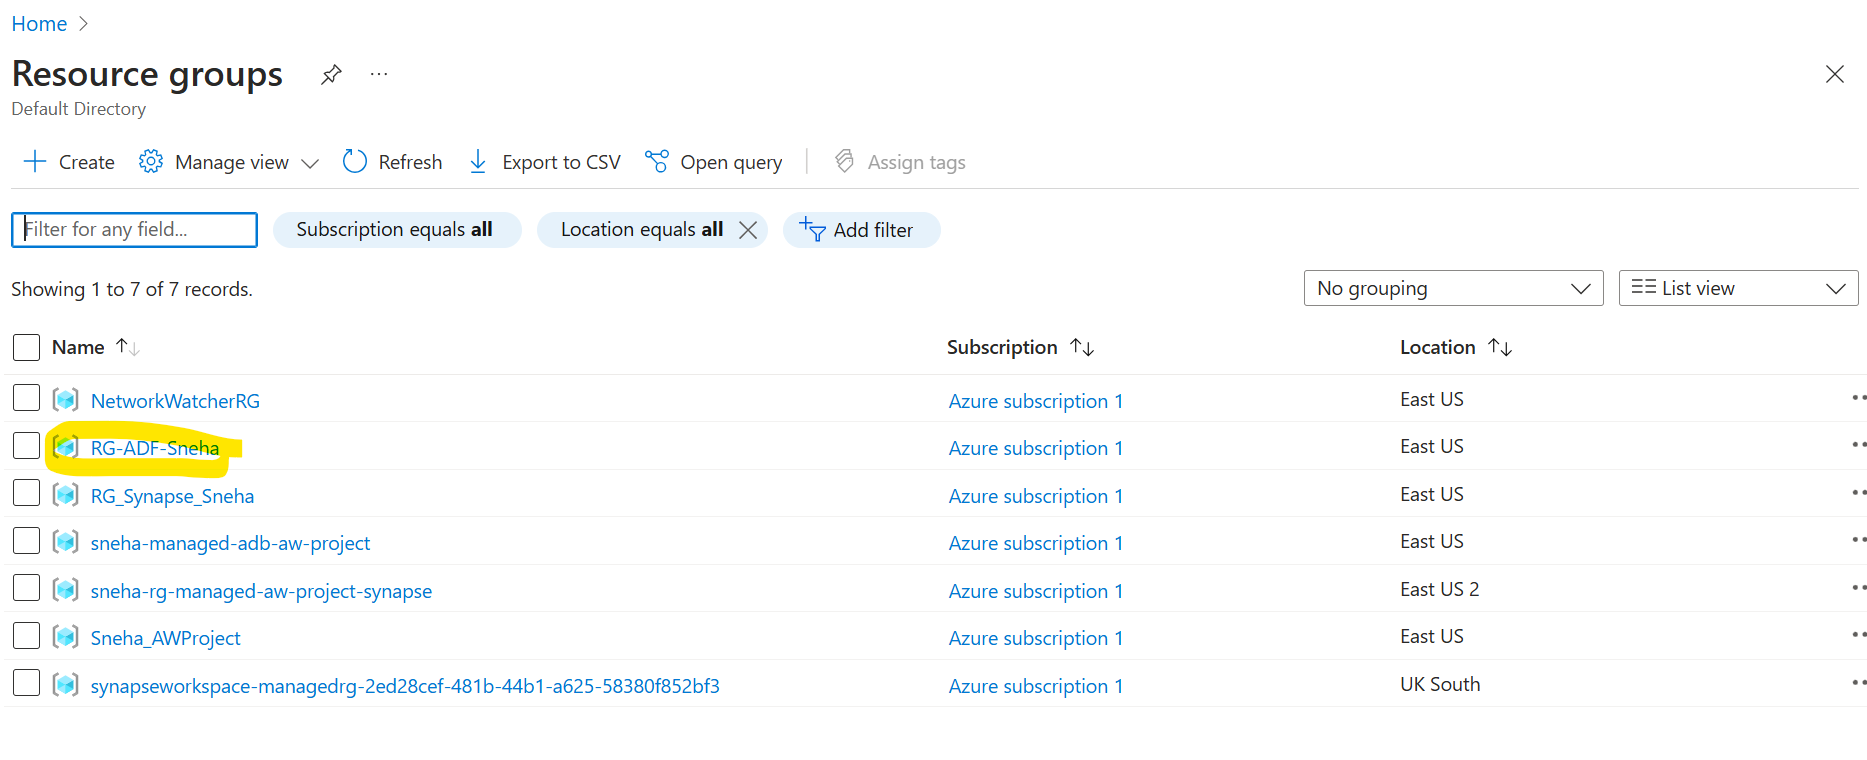 Home
Resource groups
Default Directory
Create Manage view Refresh Export to CSV Open query Assign tags
Filter for any field... Subscription equals all Location equals all Add filter
Showing 1 to 7 of 7 records. No grouping List view
Name Subscription Location
NetworkWatcherRG Azure subscription 1 East US
RG-ADF-Sneha Azure subscription 1 East US
RG_Synapse_Sneha Azure subscription 1 East US
sneha-managed-adb-aw-project Azure subscription 1 East US
sneha-rg-managed-aw-project-synapse Azure subscription 1 East US 2
Sneha_AWProject Azure subscription 1 East US
synapseworkspace-managedrg-2ed28cef-481b-44b1-a625-58380f852bf3 Azure subscription 1 UK South